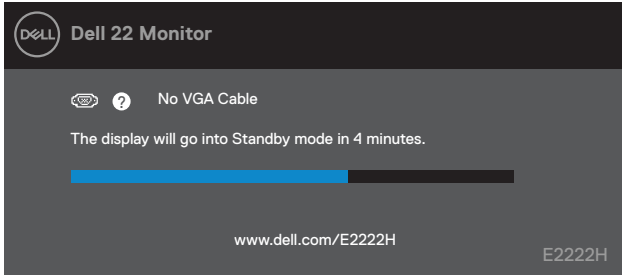 DELL
Dell 22 Monitor
? No VGA Cable
The display will go into Standby mode in 4 minutes.
www.dell.com/E2222H
E2222H